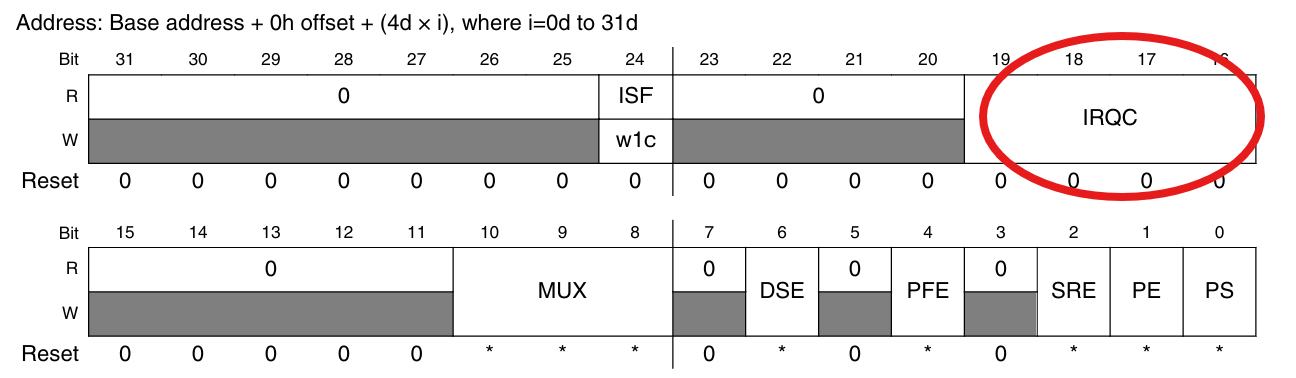 Address: Base address + 0h offset + (4d × i), where i=0d to 31d
Bit 31 30 29 28 27 26 25 24 23 22 21 20 19 18 17 16
R 0 ISF 0 IRQC
W w1c
Reset 0 0 0 0 0 0 0 0 0 0 0 0 0 0 0 0
Bit 15 14 13 12 11 10 9 8 7 6 5 4 3 2 1 0
R 0 MUX 0 DSE 0 PFE 0 SRE PE PS
W
Reset 0 0 0 0 0 * * * 0 * 0 * 0 * * *